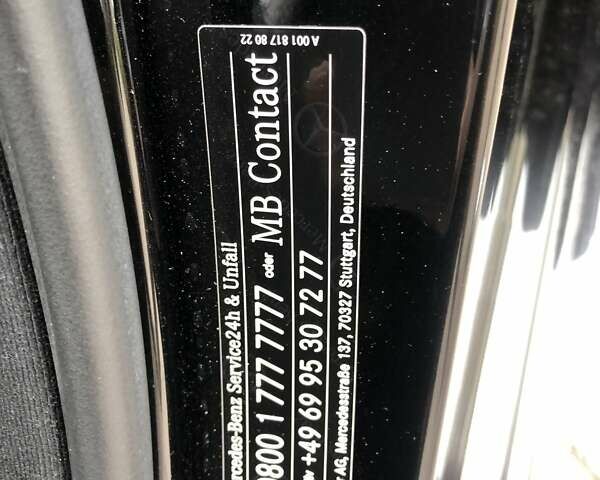 A 001 817 80 22
rcedes-Benz Service24h & Unfall
0800 1 777 7777 oder MB Contact
+49 69 95 30 72 77
AG, Mercedesstraße 137, 70327 Stuttgart, Deutschland